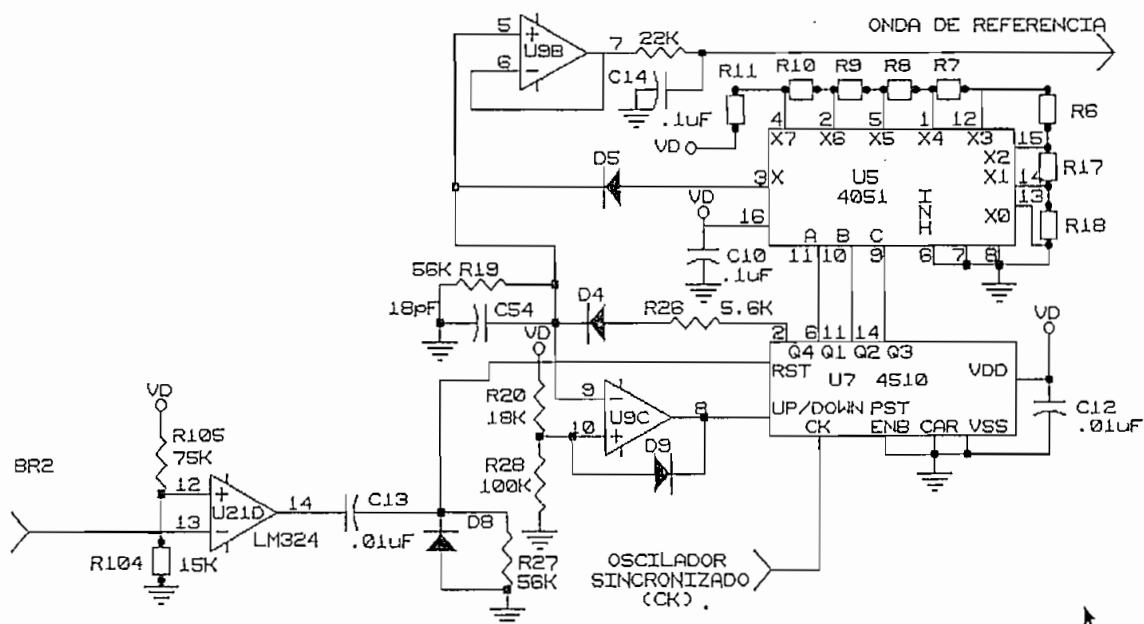 ONDA DE REFERENCIA
5
+
U9B
7
22K
6
-
C14
.1uF
R11
R10
R9
R8
R7
R6
VD
4
2
5
1
12
X7
X6
X5
X4
X3
15
X2
R17
X1
14
13
X0
R18
D5
3
X
U5
4051
INH
VD
16
C10
.1uF
A
B
C
11
10
9
6
7
8
56K
R19
18pF
C54
D4
R26
5.6K
2
6
11
14
Q4
Q1
Q2
Q3
VD
RST
U7
4510
VDD
VD
R20
18K
9
-
U9C
8
UP/DOWN
PST
10
+
CK
ENB
CAR
VSS
C12
.01uF
D9
R28
100K
VD
R105
75K
BR2
12
+
U21D
14
13
-
LM324
C13
.01uF
D8
R27
56K
R104
15K
OSCILADOR
SINCRONIZADO
(CK) .